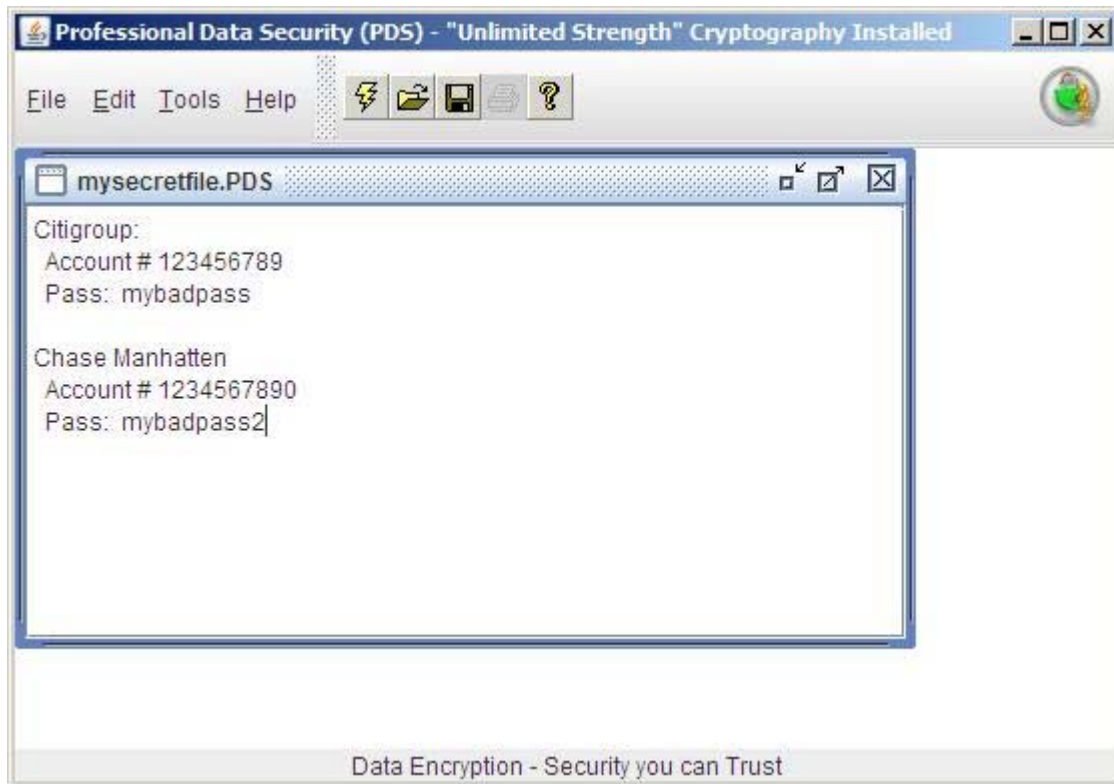 Professional Data Security (PDS) - "Unlimited Strength" Cryptography Installed
File Edit Tools Help
mysecretfile.PDS
Citigroup:
Account # 123456789
Pass: mybadpass
Chase Manhatten
Account # 1234567890
Pass: mybadpass2
Data Encryption - Security you can Trust